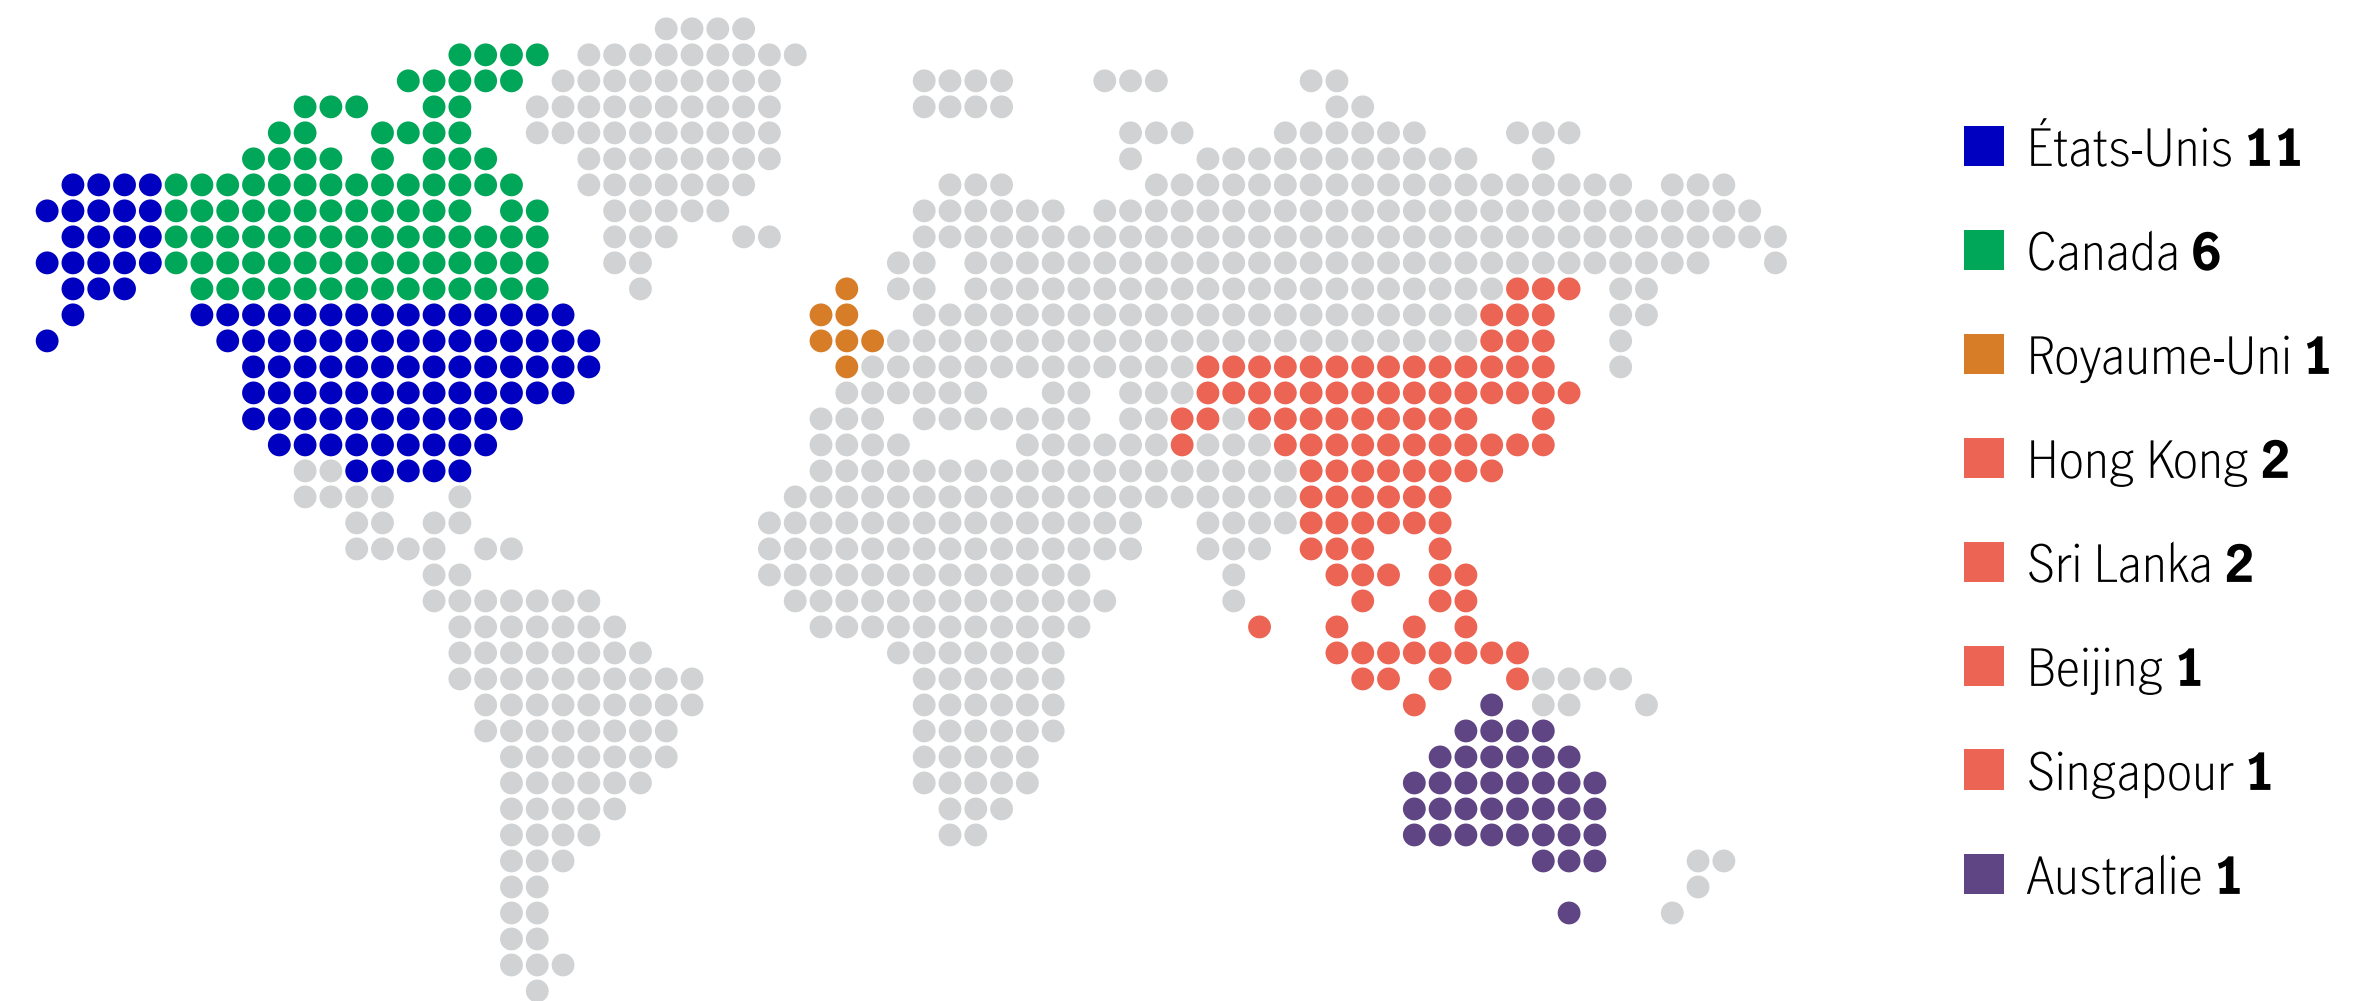 États-Unis 11
Canada 6
Royaume-Uni 1
Hong Kong 2
Sri Lanka 2
Beijing 1
Singapour 1
Australie 1